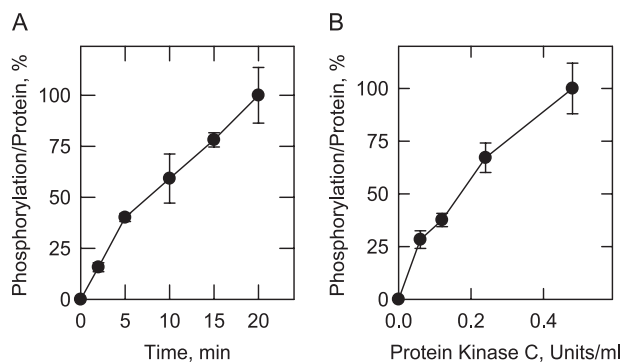 A
Phosphorylation/Protein, %
100
75
50
25
0
0 5 10 15 20
Time, min
B
Phosphorylation/Protein, %
100
75
50
25
0
0.0 0.2 0.4
Protein Kinase C, Units/ml